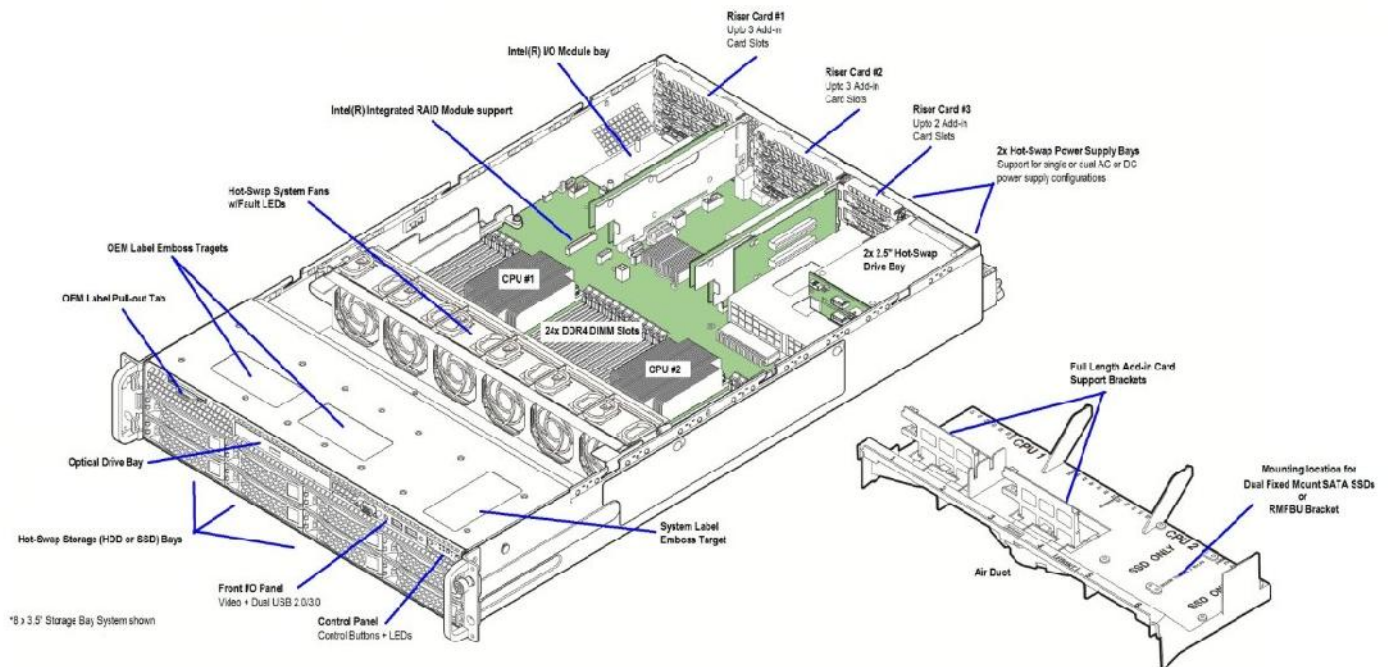 Riser Card #1
Upto 3 Add-in
Card Slots
Intel(R) I/O Module bay
Riser Card #2
Upto 3 Add-in
Card Slots
Intel(R) Integrated RAID Module support
Riser Card #3
Upto 2 Add-in
Card Slots
2x Hot-Swap Power Supply Bays
Support for single or dual AC or DC
power supply configurations
Hot-Swap System Fans
w/Fault LEDs
OEM Label Emboss Tragets
OEM Label Pull-out Tab
CPU #1
2x 2.5" Hot-Swap
Drive Bay
24x DDR4 DIMM Slots
CPU #2
Full Length Add-in Card
Support Brackets
Optical Drive Bay
CPU 1
Mounting location for
Dual Fixed Mount SATA SSDs
or
RMFBU Bracket
Hot-Swap Storage (HDD or SSD) Bays
System Label
Emboss Target
CPU 2
SSD ONLY
Air Duct
SSD ONLY
Front I/O Panel
Video + Dual USB 2.0/3.0
Control Panel
Control Buttons + LEDs
*8 x 3.5" Storage Bay System shown